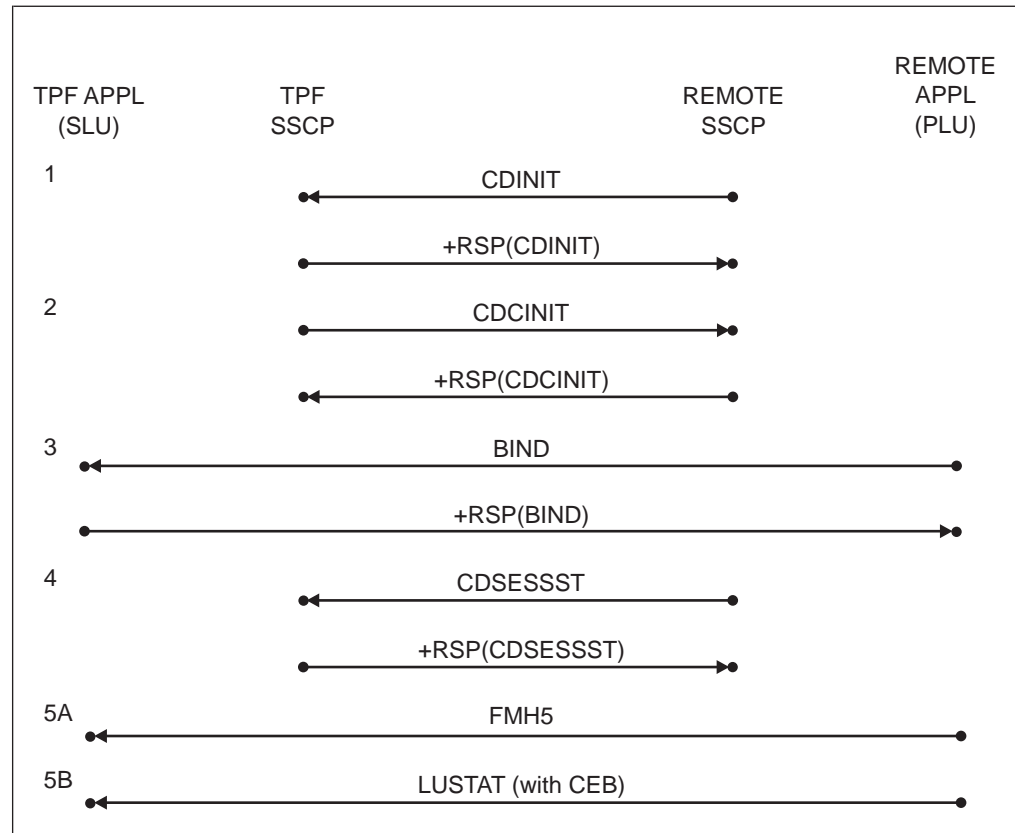 TPF APPL
(SLU)
TPF
SSCP
REMOTE
SSCP
REMOTE
APPL
(PLU)
1
CDINIT
+RSP(CDINIT)
2
CDCINIT
+RSP(CDCINIT)
3
BIND
+RSP(BIND)
4
CDSESSST
+RSP(CDSESSST)
5A
FMH5
5B
LUSTAT (with CEB)